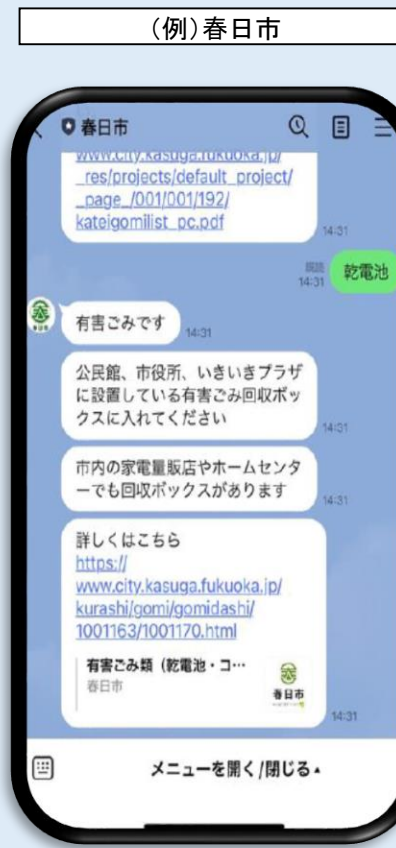 （例）春日市
春日市
www.city.kasuga.fukuoka.jp/
_res/projects/default_project/
_page_/001/001/192/
kateigomilist_pc.pdf
14:31
既読
14:31
乾電池
有害ごみです
14:31
公民館、市役所、いきいきプラザ
に設置している有害ごみ回収ボッ
クスに入れてください
14:31
市内の家電量販店やホームセンタ
ーでも回収ボックスがあります
14:31
詳しくはこちら
https://
www.city.kasuga.fukuoka.jp/
kurashi/gomi/gomidashi/
1001163/1001170.html
有害ごみ類（乾電池・コ…
春日市
春日市
14:31
メニューを開く/閉じる▲